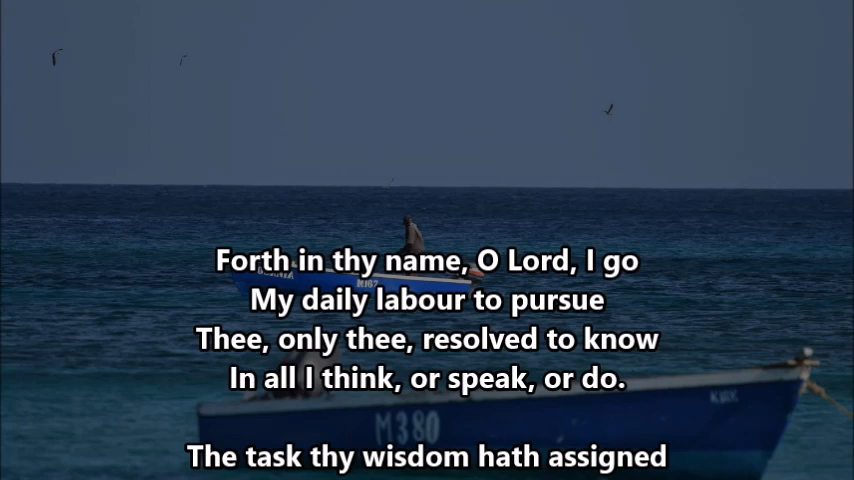 Forth in thy name, O Lord, I go
My daily labour to pursue
Thee, only thee, resolved to know
In all I think, or speak, or do.
M380
The task thy wisdom hath assigned